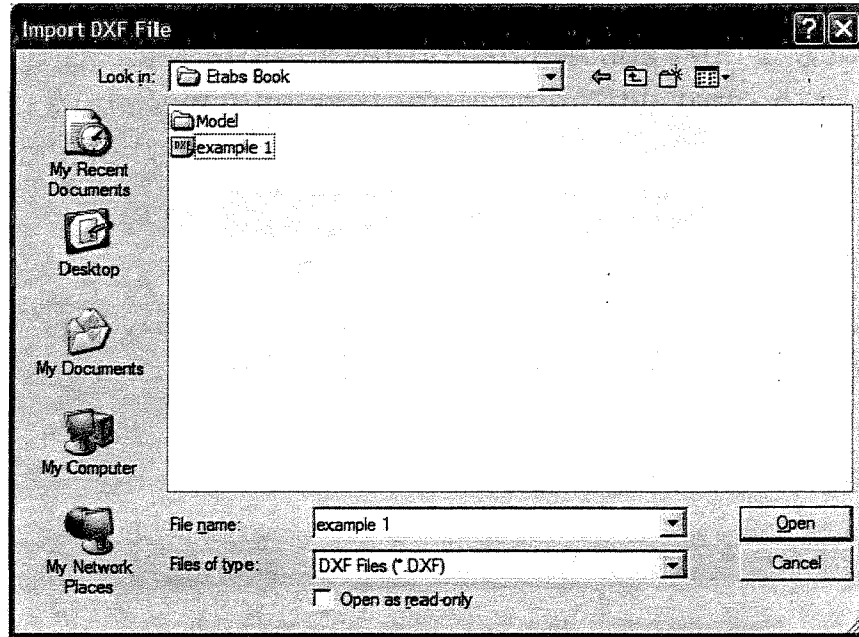 Import DXF File
Look in:
Etabs Book
Model
DXF
example 1
My Recent
Documents
Desktop
My Documents
My Computer
My Network
Places
File name:
example 1
Open
Files of type:
DXF Files (*.DXF)
Cancel
Open as read-only